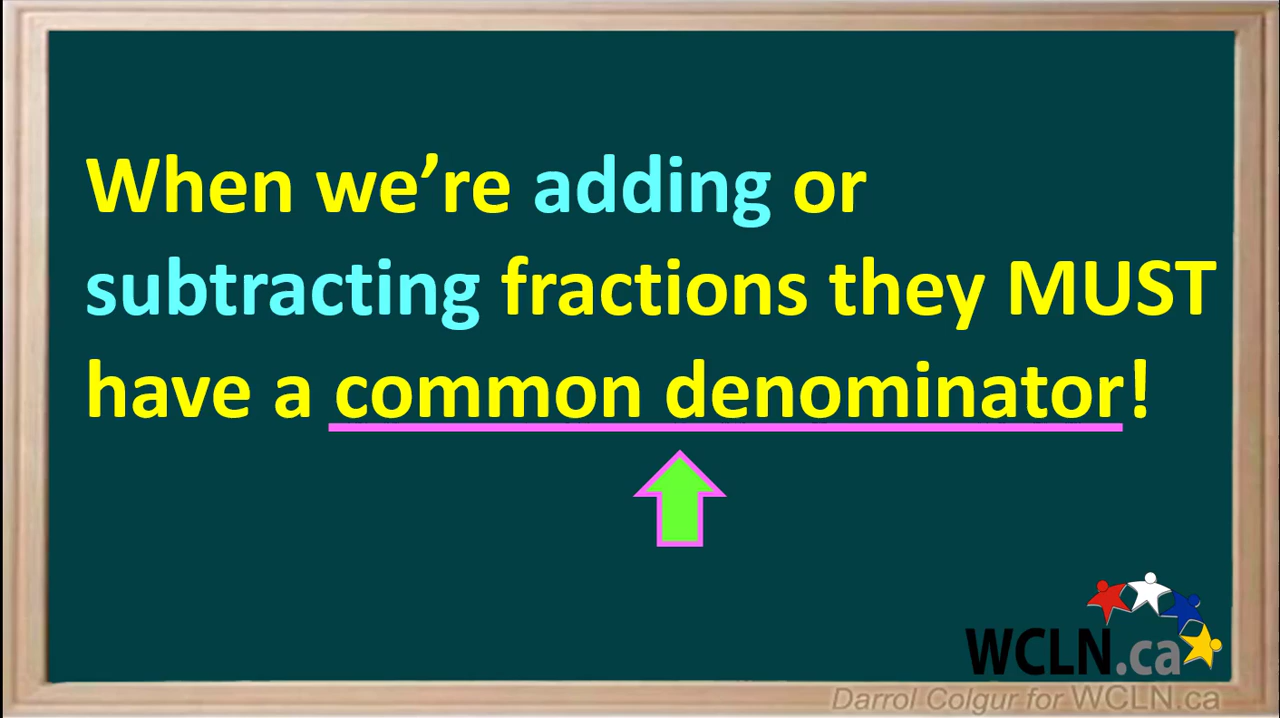 When we’re adding or
subtracting fractions they MUST
have a common denominator!
WCLN.ca
Darrol Colgur for WCLN.ca